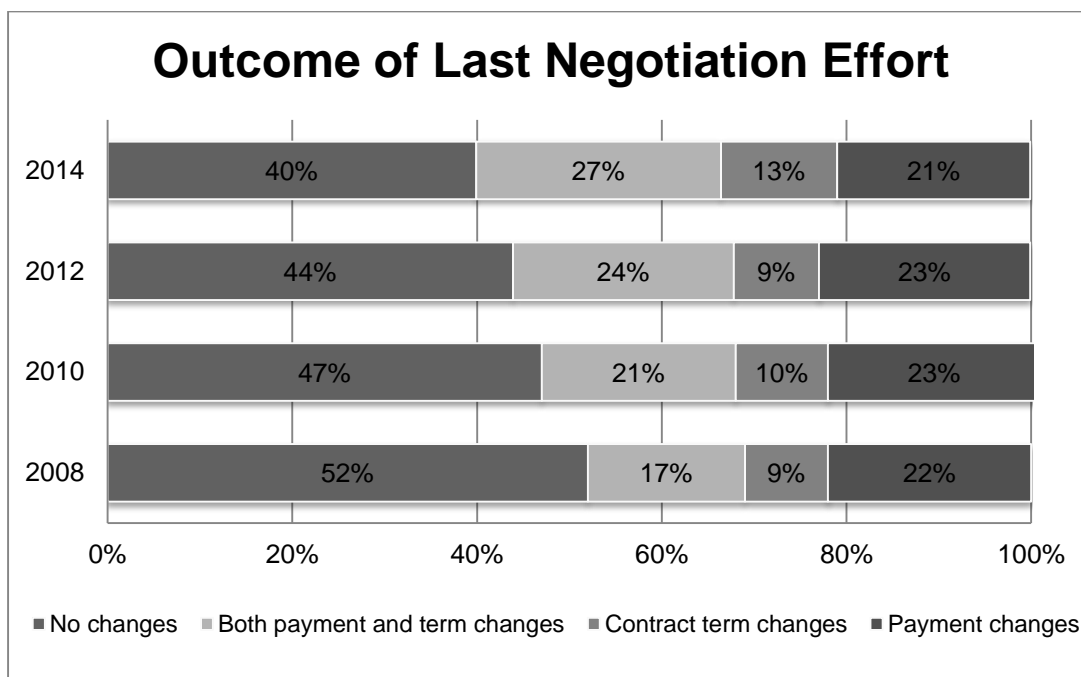 Outcome of Last Negotiation Effort
2014 40% 27% 13% 21%
2012 44% 24% 9% 23%
2010 47% 21% 10% 23%
2008 52% 17% 9% 22%
0% 20% 40% 60% 80% 100%
No changes Both payment and term changes Contract term changes Payment changes